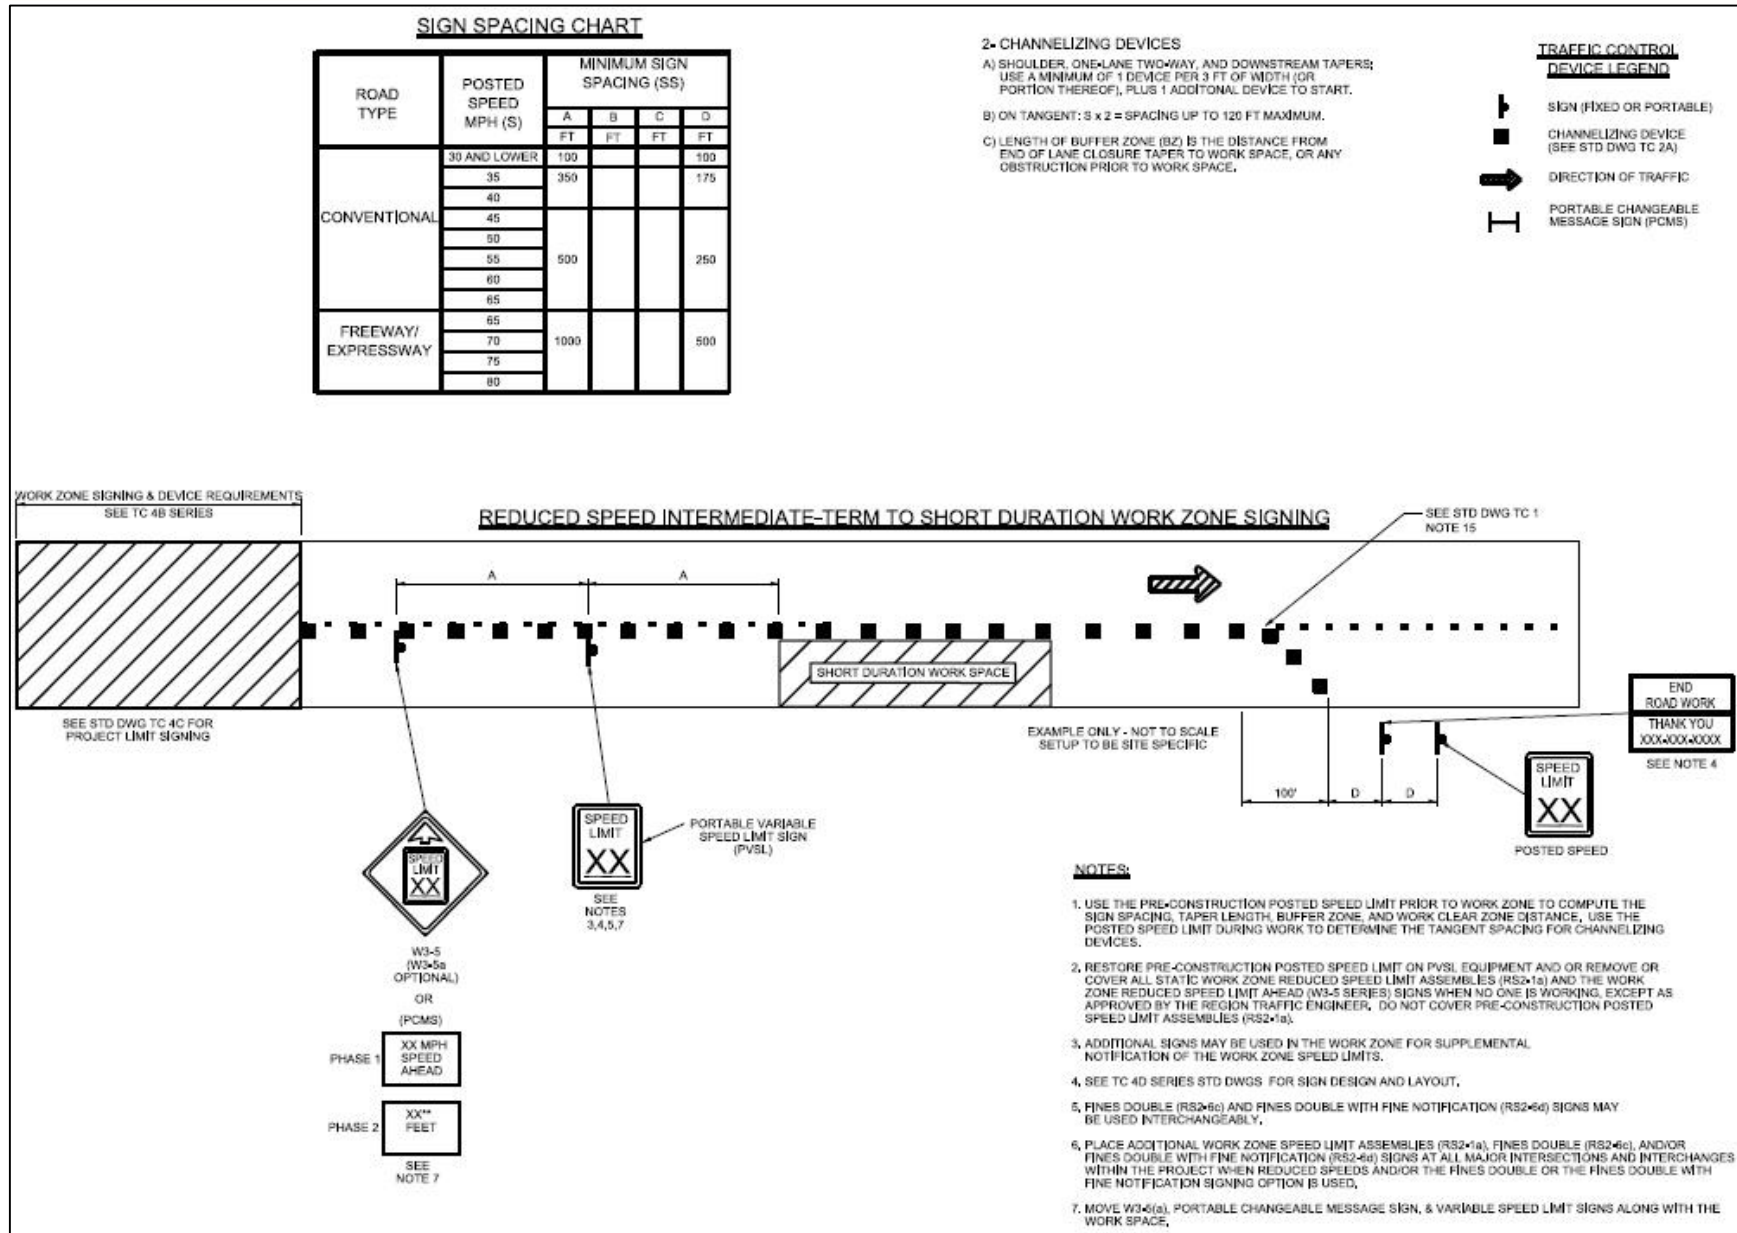 SIGN SPACING CHART
ROAD TYPE
POSTED SPEED MPH (S)
MINIMUM SIGN SPACING (SS)
A B C D
FT FT FT FT
CONVENTIONAL
30 AND LOWER 100 100
35 350 175
40
45
50
55 500 250
60
65
FREEWAY/ EXPRESSWAY
65
70 1000 500
75
80
2- CHANNELIZING DEVICES
A) SHOULDER, ONE-LANE TWO-WAY, AND DOWNSTREAM TAPERS;
USE A MINIMUM OF 1 DEVICE PER 3 FT OF WIDTH (OR
PORTION THEREOF), PLUS 1 ADDITONAL DEVICE TO START.
B) ON TANGENT: S x 2 = SPACING UP TO 120 FT MAXIMUM.
C) LENGTH OF BUFFER ZONE (BZ) IS THE DISTANCE FROM
END OF LANE CLOSURE TAPER TO WORK SPACE, OR ANY
OBSTRUCTION PRIOR TO WORK SPACE.
TRAFFIC CONTROL
DEVICE LEGEND
SIGN (FIXED OR PORTABLE)
CHANNELIZING DEVICE
(SEE STD DWG TC 2A)
DIRECTION OF TRAFFIC
PORTABLE CHANGEABLE
MESSAGE SIGN (PCMS)
WORK ZONE SIGNING & DEVICE REQUIREMENTS
SEE TC 4B SERIES
REDUCED SPEED INTERMEDIATE-TERM TO SHORT DURATION WORK ZONE SIGNING
SEE STD DWG TC 1
NOTE 15
A
A
SHORT DURATION WORK SPACE
SEE STD DWG TC 4C FOR
PROJECT LIMIT SIGNING
EXAMPLE ONLY - NOT TO SCALE
SETUP TO BE SITE SPECIFIC
END
ROAD WORK
THANK YOU
XXX-XXX-XXXX
SEE NOTE 4
100' D D
SPEED
LIMIT
XX
POSTED SPEED
SPEED
LIMIT
XX
W3-5
(W3-5a
OPTIONAL)
OR
(PCMS)
PHASE 1
XX MPH
SPEED
AHEAD
PHASE 2
XX**
FEET
SEE
NOTE 7
SPEED
LIMIT
XX
SEE
NOTES
3,4,5,7
PORTABLE VARIABLE
SPEED LIMIT SIGN
(PVSL)
NOTES:
1. USE THE PRE-CONSTRUCTION POSTED SPEED LIMIT PRIOR TO WORK ZONE TO COMPUTE THE
SIGN SPACING, TAPER LENGTH, BUFFER ZONE, AND WORK CLEAR ZONE DISTANCE. USE THE
POSTED SPEED LIMIT DURING WORK TO DETERMINE THE TANGENT SPACING FOR CHANNELIZING
DEVICES.
2. RESTORE PRE-CONSTRUCTION POSTED SPEED LIMIT ON PVSL EQUIPMENT AND OR REMOVE OR
COVER ALL STATIC WORK ZONE REDUCED SPEED LIMIT ASSEMBLIES (RS2-1a) AND THE WORK
ZONE REDUCED SPEED LIMIT AHEAD (W3-5 SERIES) SIGNS WHEN NO ONE IS WORKING, EXCEPT AS
APPROVED BY THE REGION TRAFFIC ENGINEER. DO NOT COVER PRE-CONSTRUCTION POSTED
SPEED LIMIT ASSEMBLIES (RS2-1a).
3. ADDITIONAL SIGNS MAY BE USED IN THE WORK ZONE FOR SUPPLEMENTAL
NOTIFICATION OF THE WORK ZONE SPEED LIMITS.
4. SEE TC 4D SERIES STD DWGS FOR SIGN DESIGN AND LAYOUT.
5. FINES DOUBLE (RS2-6c) AND FINES DOUBLE WITH FINE NOTIFICATION (RS2-6d) SIGNS MAY
BE USED INTERCHANGEABLY.
6. PLACE ADDITIONAL WORK ZONE SPEED LIMIT ASSEMBLIES (RS2-1a), FINES DOUBLE (RS2-6c), AND/OR
FINES DOUBLE WITH FINE NOTIFICATION (RS2-6d) SIGNS AT ALL MAJOR INTERSECTIONS AND INTERCHANGES
WITHIN THE PROJECT WHEN REDUCED SPEEDS AND/OR THE FINES DOUBLE OR THE FINES DOUBLE WITH
FINE NOTIFICATION SIGNING OPTION IS USED.
7. MOVE W3-5(a), PORTABLE CHANGEABLE MESSAGE SIGN, & VARIABLE SPEED LIMIT SIGNS ALONG WITH THE
WORK SPACE.